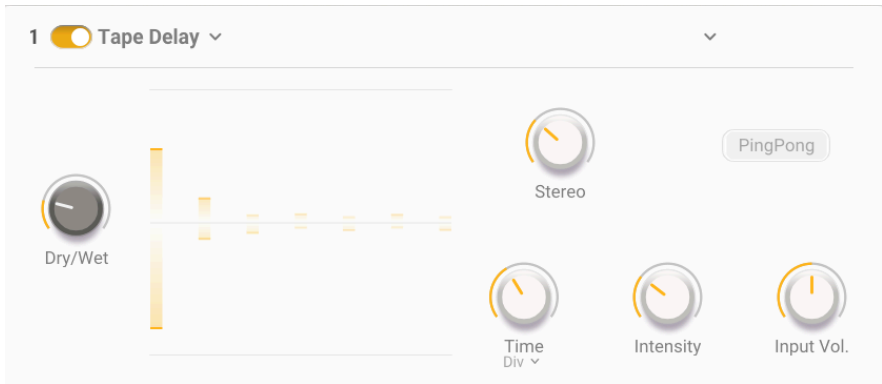 1 Tape Delay
PingPong
Stereo
Dry/Wet
Time
Div
Intensity
Input Vol.